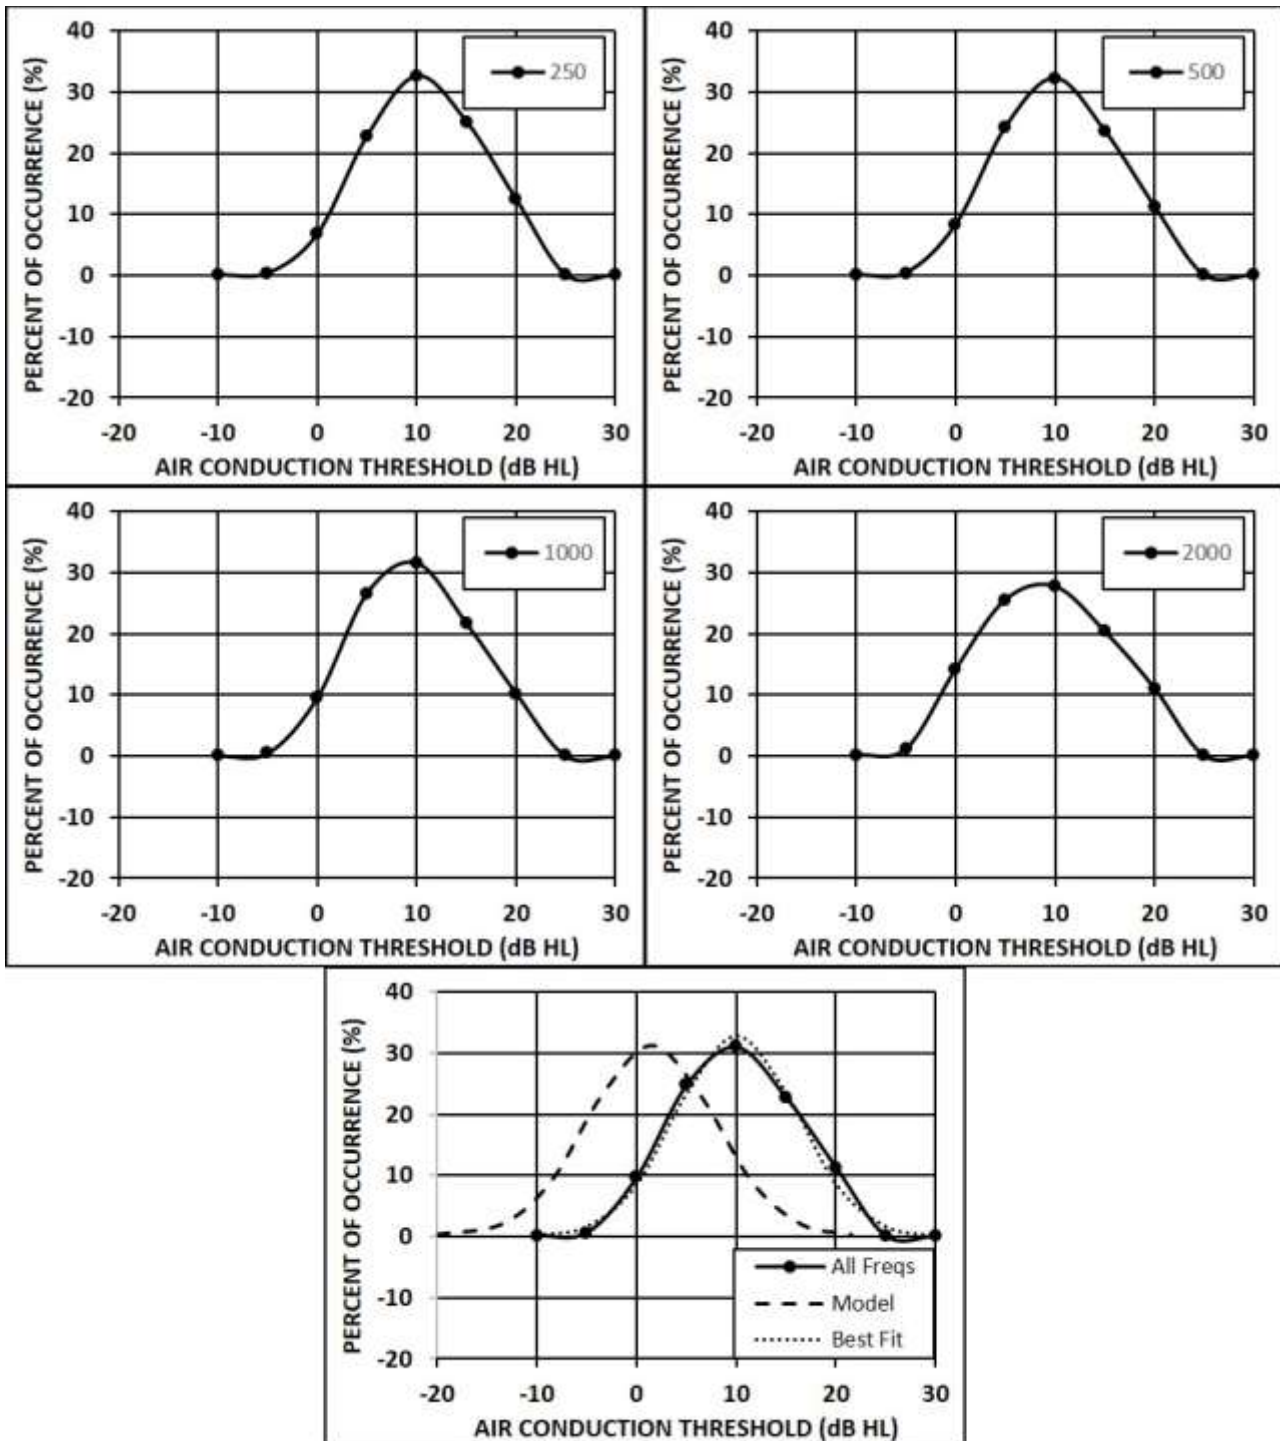 40
30
20
10
0
-10
-20
PERCENT OF OCCURRENCE (%)
250
-20 -10 0 10 20 30
AIR CONDUCTION THRESHOLD (dB HL)
40
30
20
10
0
-10
-20
PERCENT OF OCCURRENCE (%)
500
-20 -10 0 10 20 30
AIR CONDUCTION THRESHOLD (dB HL)
40
30
20
10
0
-10
-20
PERCENT OF OCCURRENCE (%)
1000
-20 -10 0 10 20 30
AIR CONDUCTION THRESHOLD (dB HL)
40
30
20
10
0
-10
-20
PERCENT OF OCCURRENCE (%)
2000
-20 -10 0 10 20 30
AIR CONDUCTION THRESHOLD (dB HL)
40
30
20
10
0
-10
-20
PERCENT OF OCCURRENCE (%)
All Freqs
Model
Best Fit
-20 -10 0 10 20 30
AIR CONDUCTION THRESHOLD (dB HL)